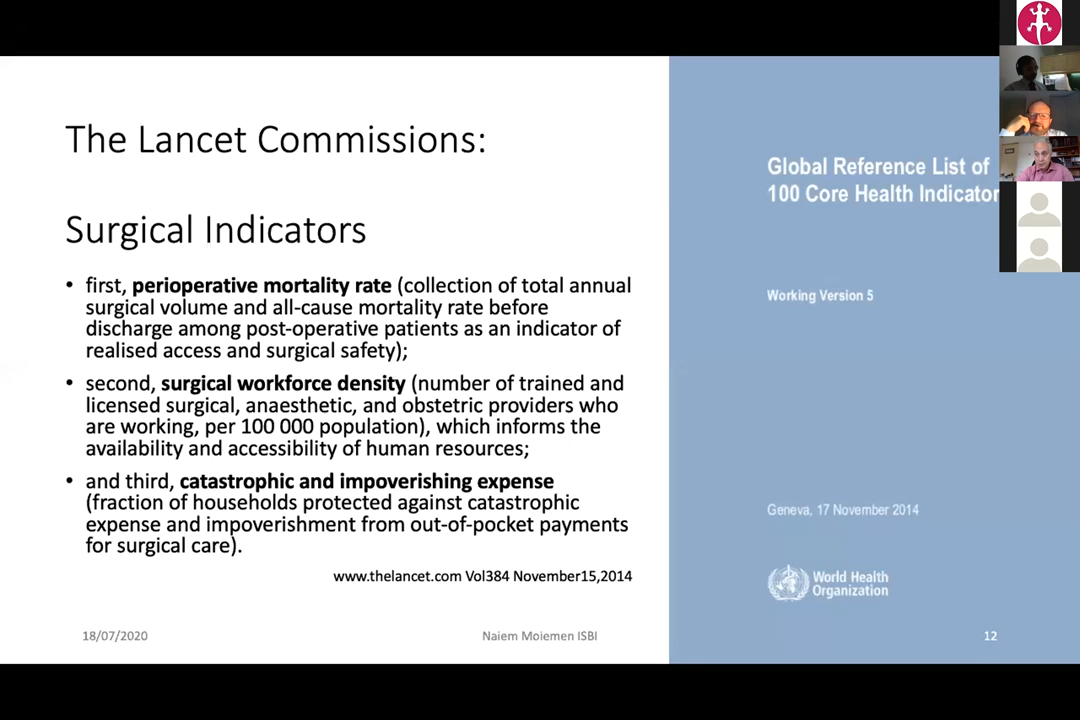 The Lancet Commissions:
Surgical Indicators
• first, perioperative mortality rate (collection of total annual
surgical volume and all-cause mortality rate before
discharge among post-operative patients as an indicator of
realised access and surgical safety);
• second, surgical workforce density (number of trained and
licensed surgical, anaesthetic, and obstetric providers who
are working, per 100 000 population), which informs the
availability and accessibility of human resources;
• and third, catastrophic and impoverishing expense
(fraction of households protected against catastrophic
expense and impoverishment from out-of-pocket payments
for surgical care).
www.thelancet.com Vol384 November15,2014
18/07/2020
Naiem Moiemen ISBI
12
Global Reference List of
100 Core Health Indicator
Working Version 5
Geneva, 17 November 2014
World Health
Organization